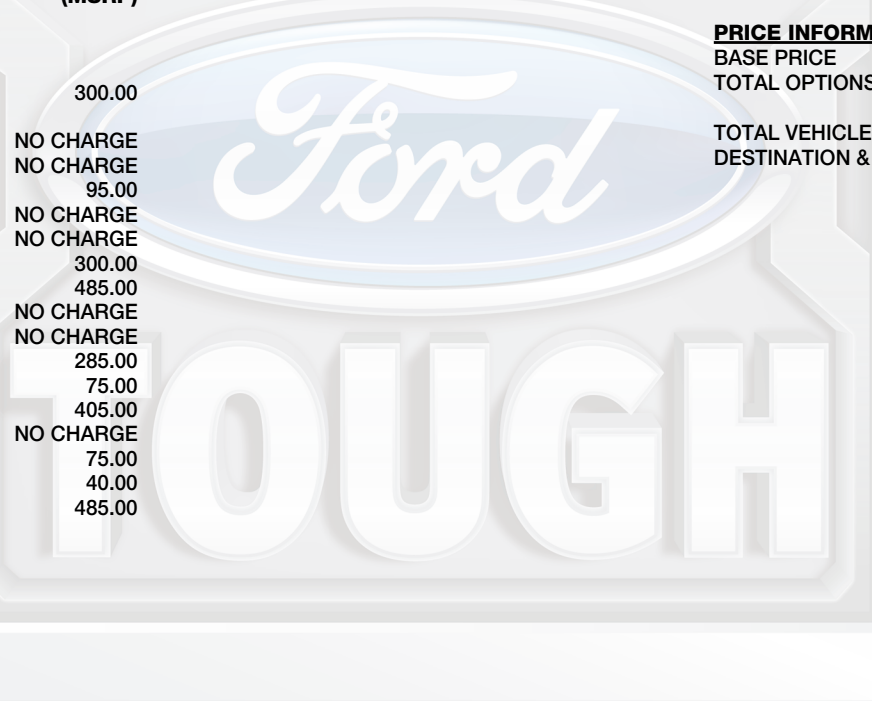 (MSRP)
300.00
NO CHARGE
NO CHARGE
95.00
NO CHARGE
NO CHARGE
300.00
485.00
NO CHARGE
NO CHARGE
285.00
75.00
405.00
NO CHARGE
75.00
40.00
485.00
PRICE INFORM
BASE PRICE
TOTAL OPTIONS
TOTAL VEHICLE
DESTINATION &
Ford
TOUGH